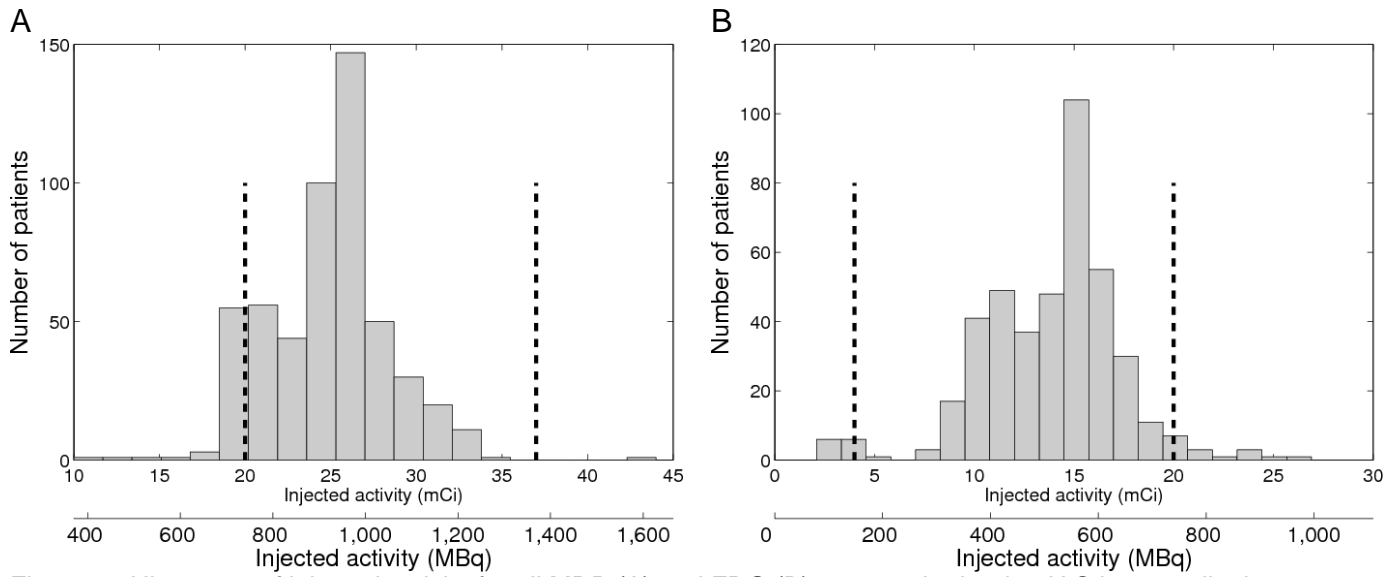 A
B
150
100
50
0
Number of patients
10 15 20 25 30 35 40 45
Injected activity (mCi)
400 600 800 1,000 1,200 1,400 1,600
Injected activity (MBq)
120
100
80
60
40
20
0
Number of patients
0 5 10 15 20 25 30
Injected activity (mCi)
0 200 400 600 800 1,000
Injected activity (MBq)